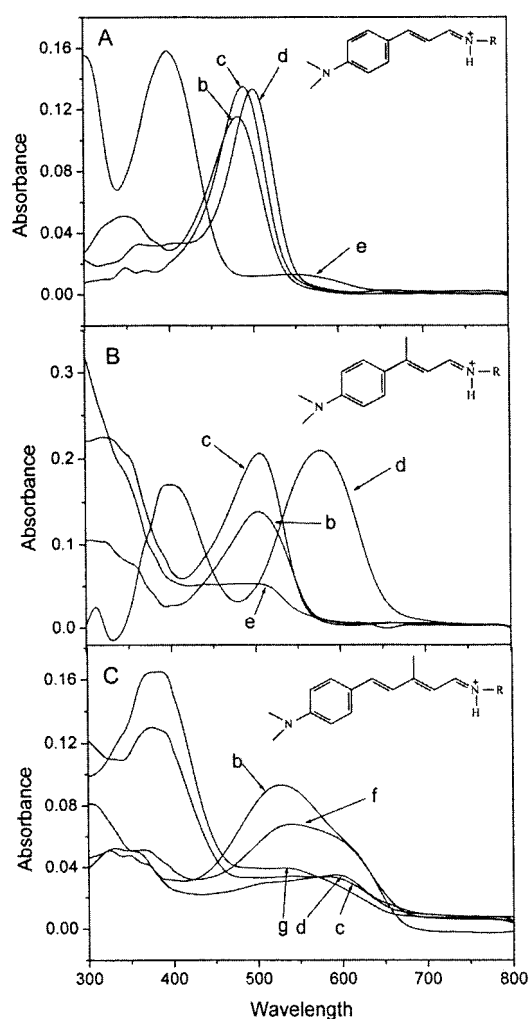 A
0.16
0.12
0.08
0.04
0.00
Absorbance
b
c
d
e
N
N
+
H
R
B
0.3
0.2
0.1
0.0
Absorbance
c
b
d
e
N
N
+
H
R
C
0.16
0.12
0.08
0.04
0.00
Absorbance
b
f
g
d
c
N
N
+
H
R
300 400 500 600 700 800
Wavelength